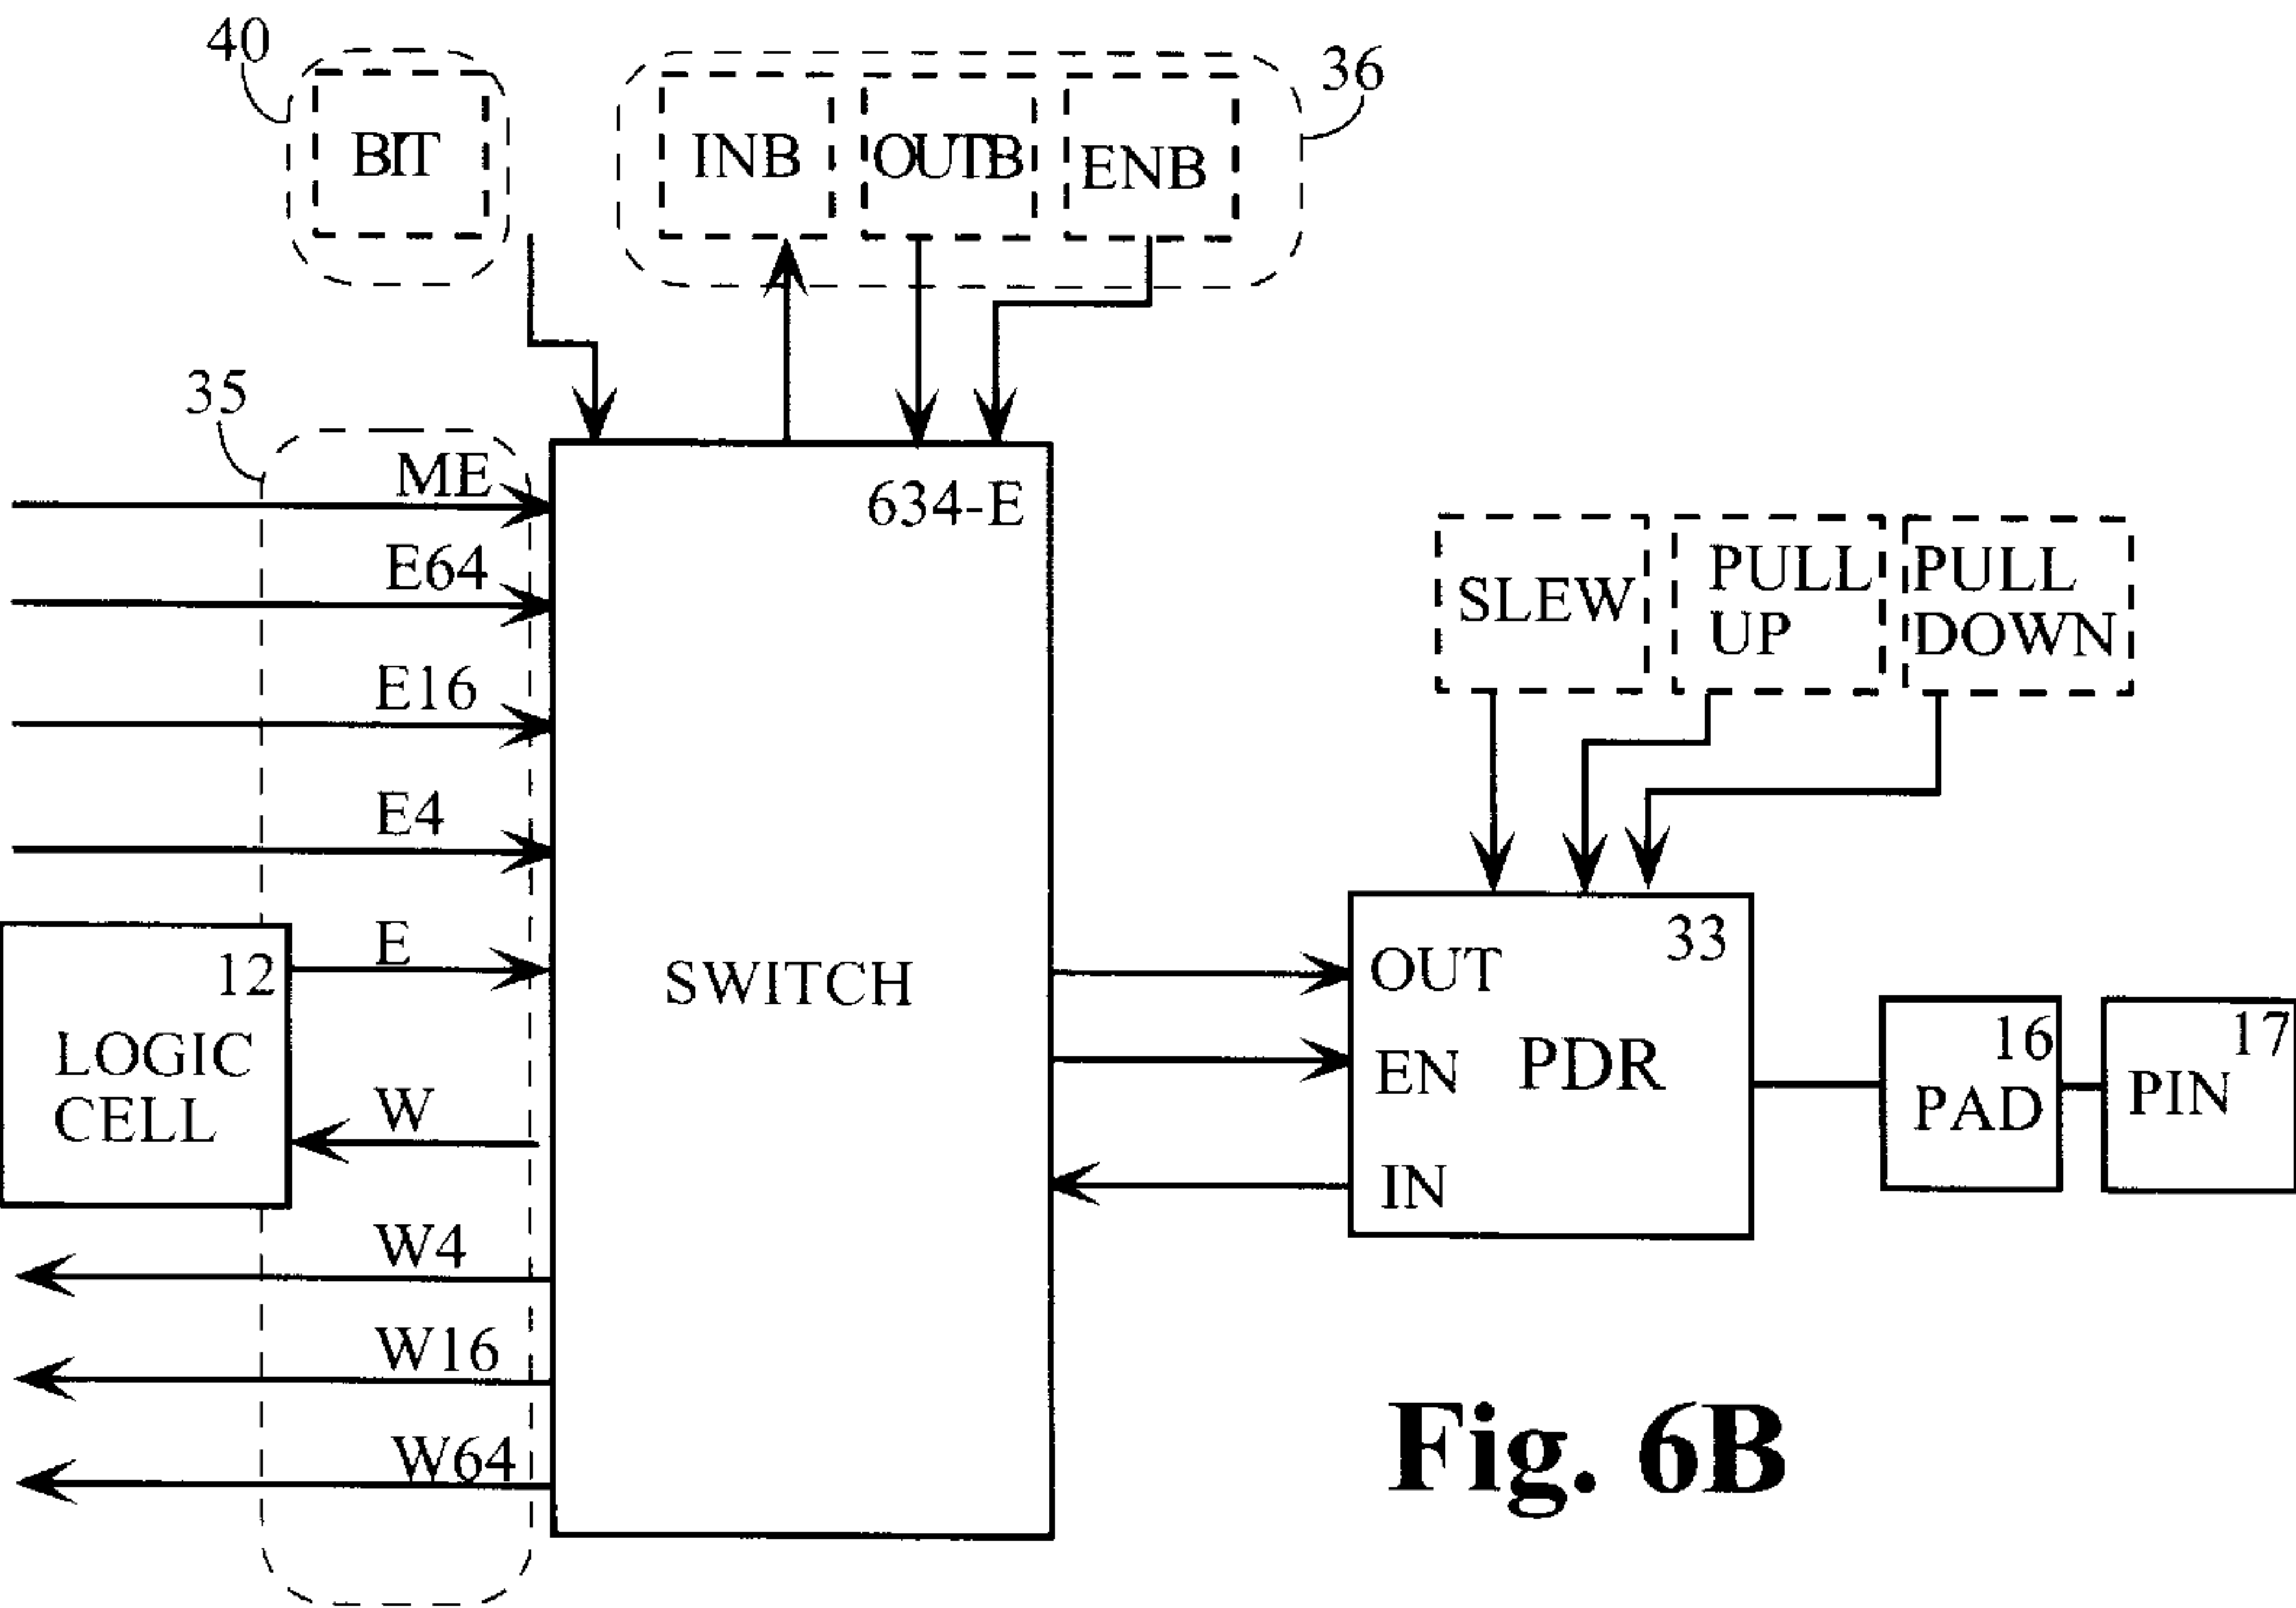 40
36
BIT
INB
OUTB
ENB
35
ME
634-E
E64
SLEW
PULL
UP
PULL
DOWN
E16
E4
E
12
LOGIC
CELL
SWITCH
33
OUT
EN
PDR
IN
16
PAD
17
PIN
W
W4
W16
W64
Fig. 6B